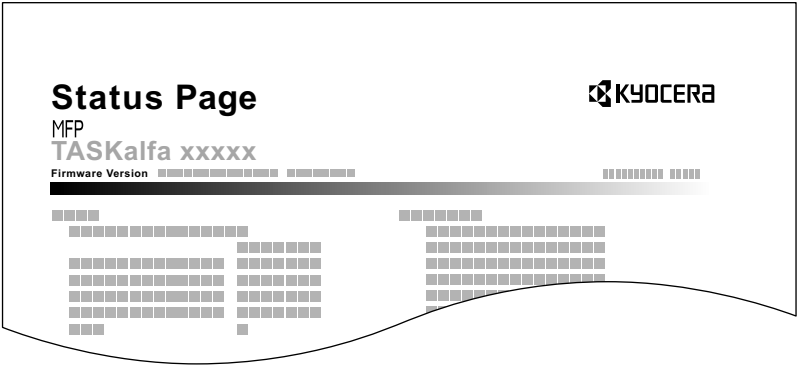 Status Page
KYOCERA
MFP
TASKalfa xxxxx
Firmware Version